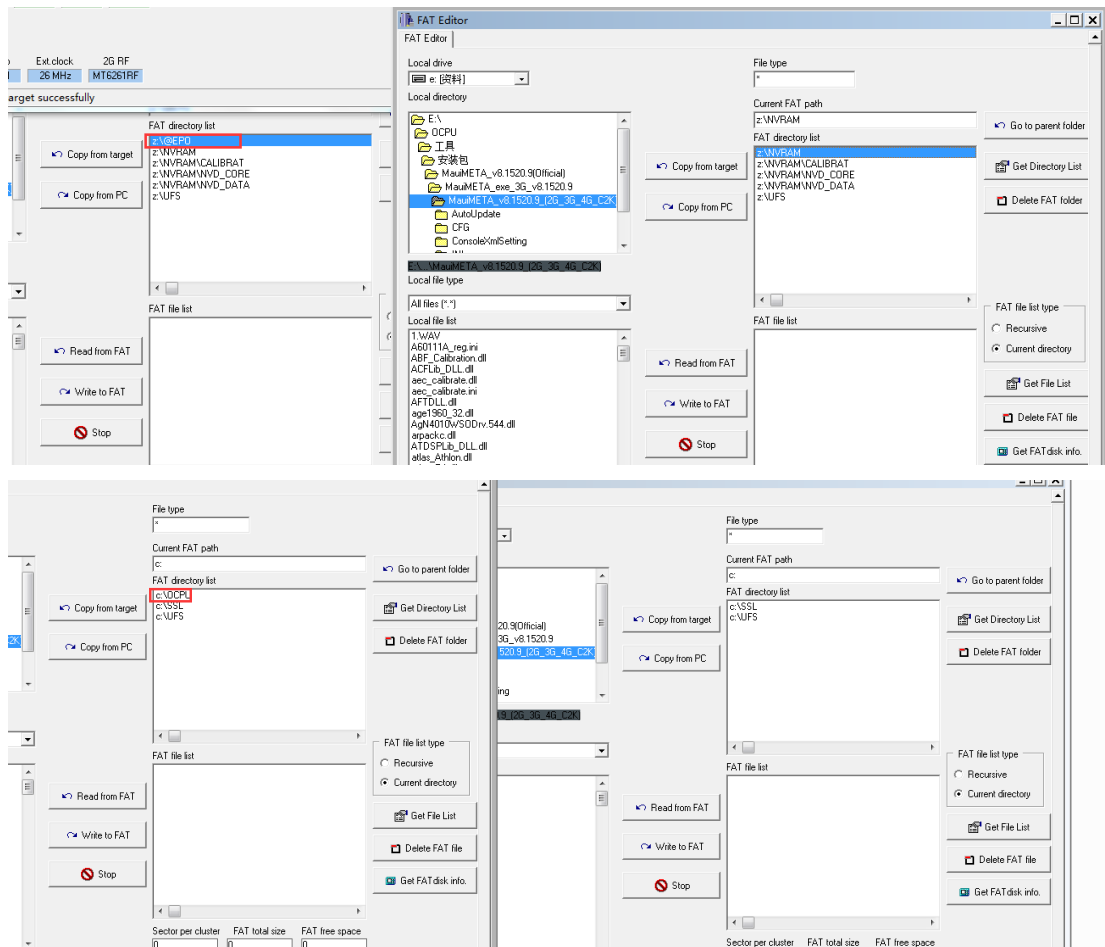 FAT Editor
FAT Editor
Ext.clock 2G RF
26 MHz MT6261RF
arget successfully
FAT directory list
z:\@EPO
z:\NVRAM
z:\NVRAM\CALIBRAT
z:\NVRAM\NVD_CORE
z:\NVRAM\NVD_DATA
z:\UFS
Copy from target
Copy from PC
FAT file list
Read from FAT
Write to FAT
Stop
Local drive
e: [资料]
Local directory
E:\
OCPU
工具
安装包
MauiMETA_v8.1520.9(Official)
MauiMETA_exe_3G_v8.1520.9
MauiMETA_v8.1520.9_(2G_3G_4G_C2K
AutoUpdate
CFG
ConsoleXmlSetting
E:\...\MauiMETA_v8.1520.9_(2G_3G_4G_C2K)
Local file type
All files (*.*)
Local file list
1.WAV
A60111A_reg.ini
ABF_Calibration.dll
ACFLib_DLL.dll
aec_calibrate.dll
aec_calibrate.ini
AFTDLL.dll
age1960_32.dll
AgN4010WSODrv.544.dll
arpackc.dll
ATDSPLib_DLL.dll
atlas_Athlon.dll
Copy from target
Copy from PC
Read from FAT
Write to FAT
Stop
File type
*
Current FAT path
z:\NVRAM
FAT directory list
z:\NVRAM
z:\NVRAM\CALIBRAT
z:\NVRAM\NVD_CORE
z:\NVRAM\NVD_DATA
z:\UFS
FAT file list
Go to parent folder
Get Directory List
Delete FAT folder
FAT file list type
Recursive
Current directory
Get File List
Delete FAT file
Get FATdisk info.
File type
*
Current FAT path
c:
FAT directory list
c:\OCPU
c:\SSL
c:\UFS
Copy from target
Copy from PC
2K
FAT file list
Read from FAT
Write to FAT
Stop
Go to parent folder
Get Directory List
Delete FAT folder
FAT file list type
Recursive
Current directory
Get File List
Delete FAT file
Get FATdisk info.
Sector per cluster FAT total size FAT free space
0 0 0
20.9(Official)
3G_v8.1520.9
520.9_(2G_3G_4G_C2K
ing
.9_(2G_3G_4G_C2K)
Copy from target
Copy from PC
Read from FAT
Write to FAT
Stop
File type
*
Current FAT path
c:
FAT directory list
c:\SSL
c:\UFS
FAT file list
Go to parent folder
Get Directory List
Delete FAT folder
FAT file list type
Recursive
Current directory
Get File List
Delete FAT file
Get FATdisk info.
Sector per cluster FAT total size FAT free space